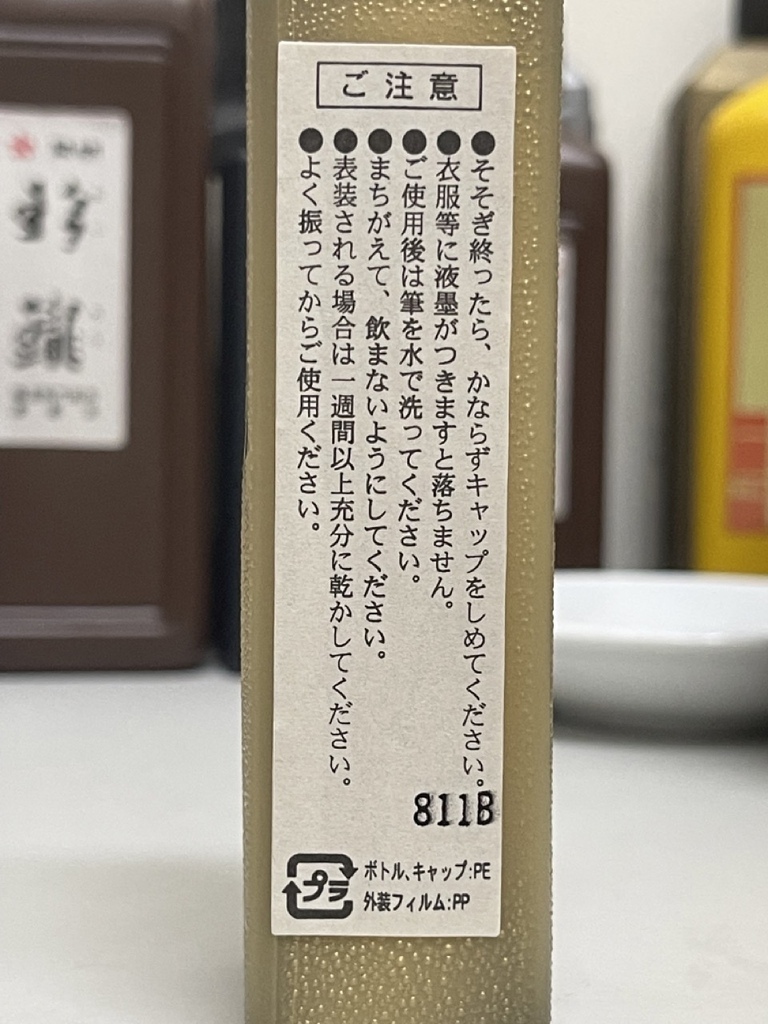 ご注意
●そそぎ終ったら、かならずキャップをしめてください。
●衣服等に液墨がつきますと落ちません。
●ご使用後は筆を水で洗ってください。
●まちがえて、飲まないようにしてください。
●表装される場合は一週間以上充分に乾かしてください。
●よく振ってからご使用ください。
811B
プラ
ボトル、キャップ:PE
外装フィルム:PP